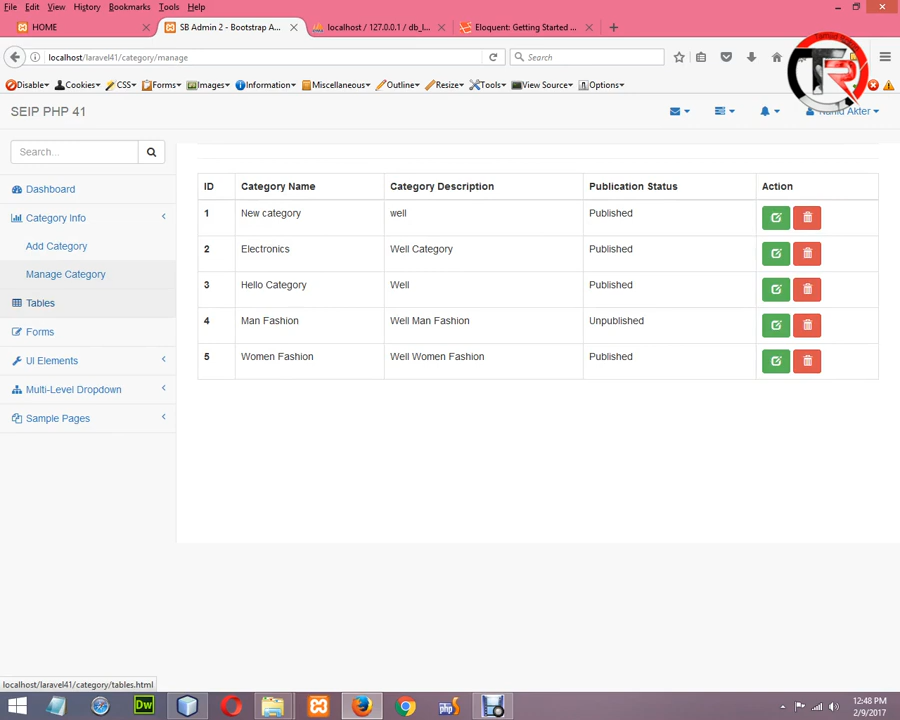 File Edit View History Bookmarks Tools Help
HOME SB Admin 2 - Bootstrap A... localhost / 127.0.0.1 / db_l... Eloquent: Getting Started ...
localhost/laravel41/category/manage Search
Disable Cookies CSS Forms Images Information Miscellaneous Outline Resize Tools View Source Options
SEIP PHP 41 Akter
Search...
Dashboard
Category Info
Add Category
Manage Category
Tables
Forms
UI Elements
Multi-Level Dropdown
Sample Pages
ID Category Name Category Description Publication Status Action
1 New category well Published
2 Electronics Well Category Published
3 Hello Category Well Published
4 Man Fashion Well Man Fashion Unpublished
5 Women Fashion Well Women Fashion Published
localhost/laravel41/category/tables.html
Dw php
12:48 PM
2/9/2017